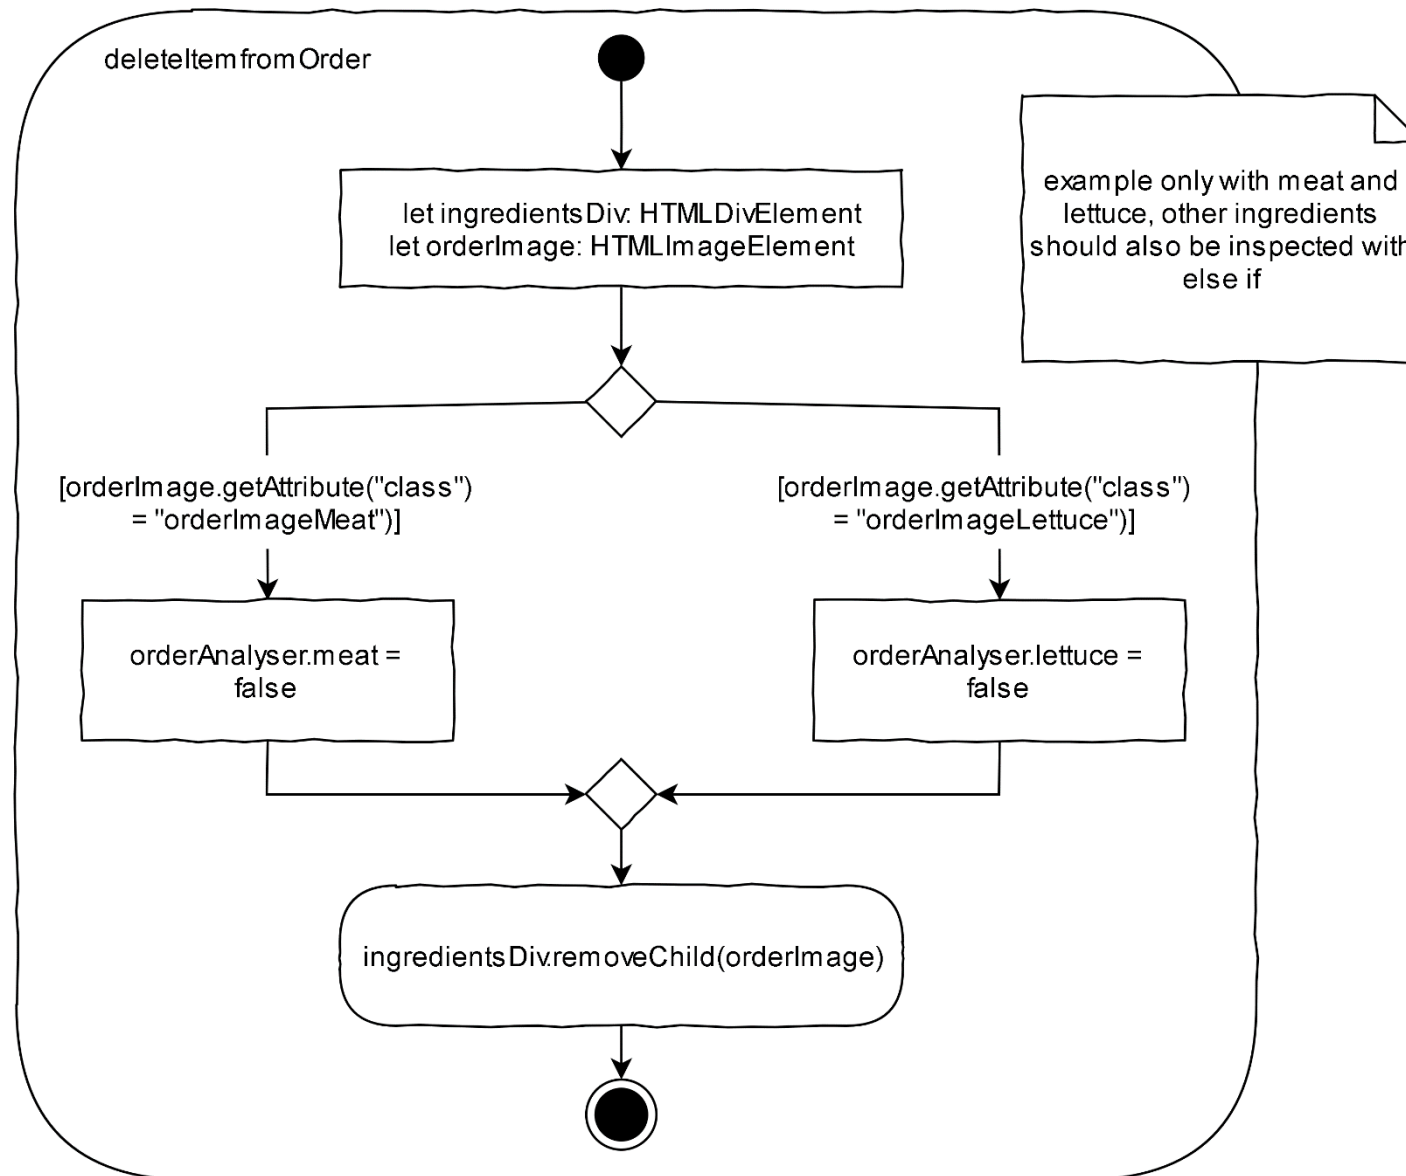 deleteItemfromOrder
let ingredientsDiv: HTMLDivElement
let orderImage: HTMLImageElement
example only with meat and
lettuce, other ingredients
should also be inspected with
else if
[orderImage.getAttribute("class")
= "orderImageMeat")]
[orderImage.getAttribute("class")
= "orderImageLettuce")]
orderAnalyser.meat =
false
orderAnalyser.lettuce =
false
ingredientsDiv.removeChild(orderImage)